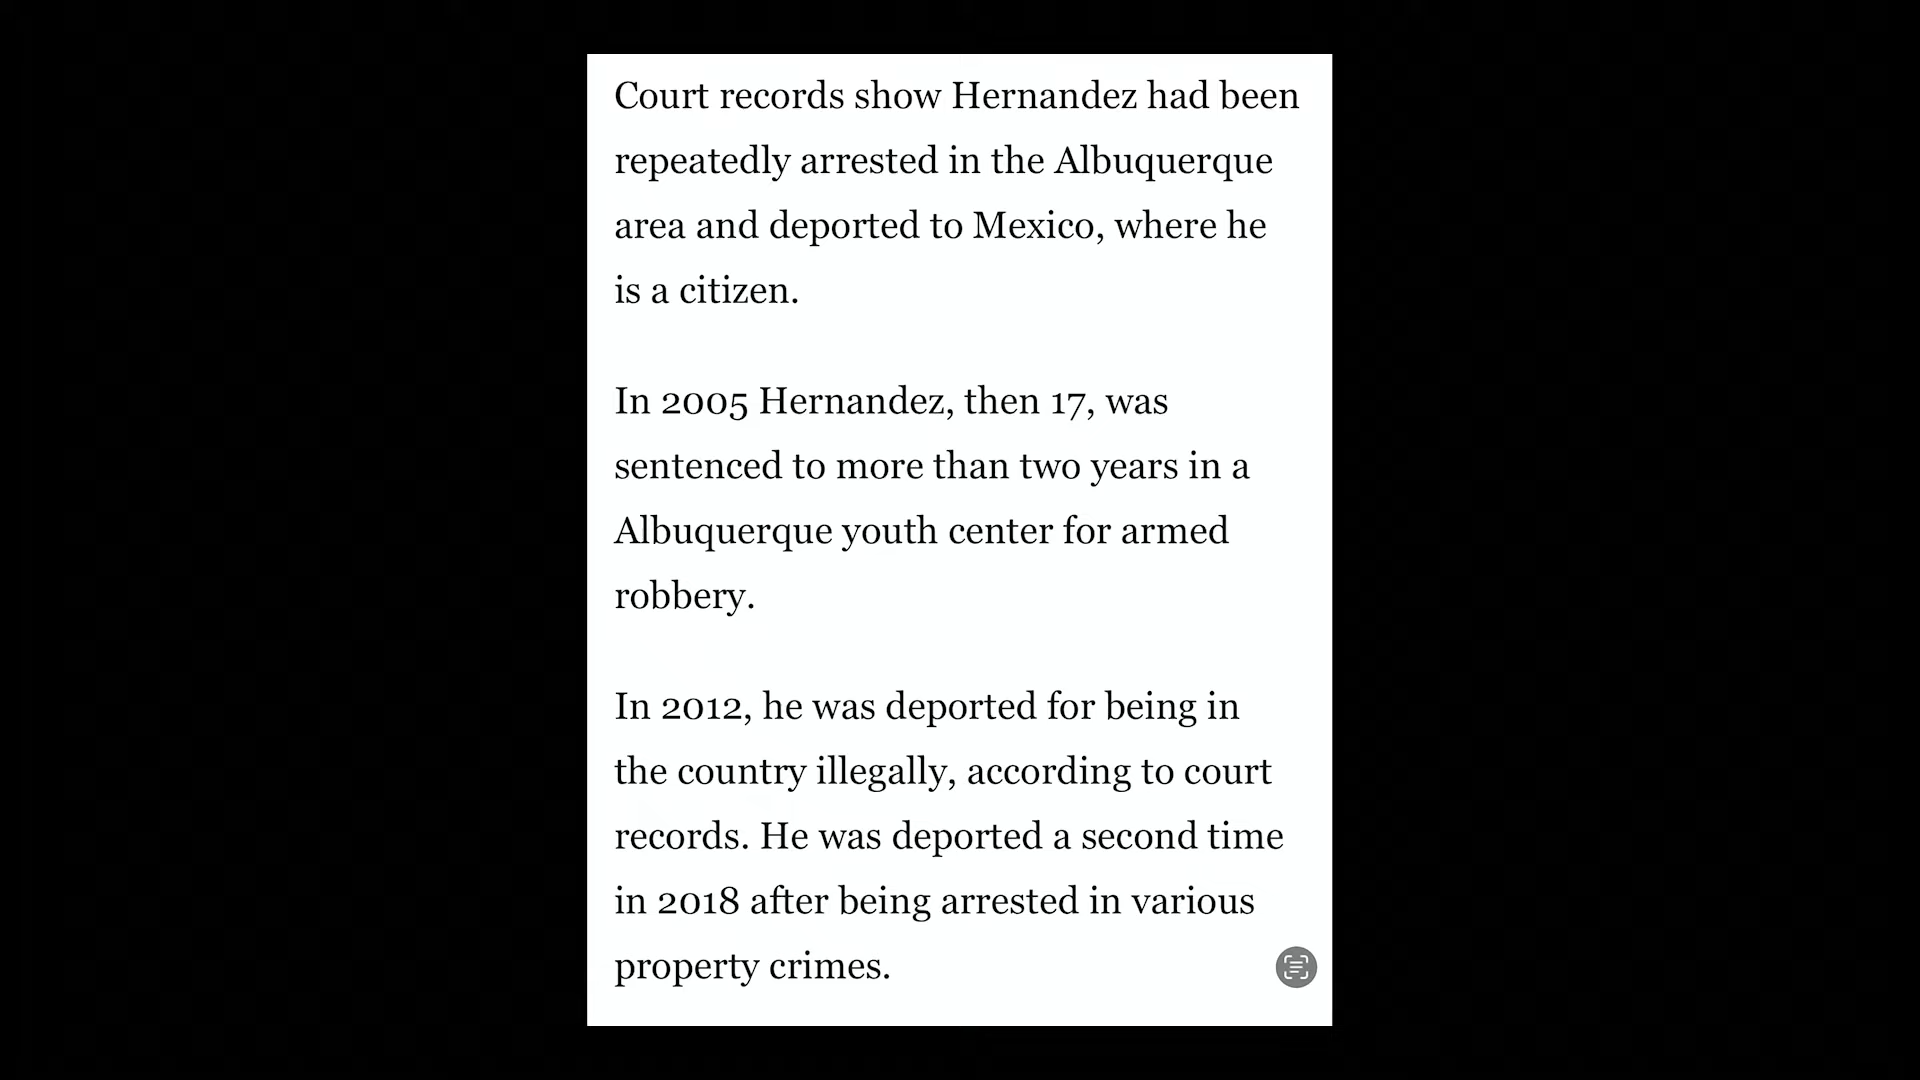 Court records show Hernandez had been
repeatedly arrested in the Albuquerque
area and deported to Mexico, where he
is a citizen.
In 2005 Hernandez, then 17, was
sentenced to more than two years in a
Albuquerque youth center for armed
robbery.
In 2012, he was deported for being in
the country illegally, according to court
records. He was deported a second time
in 2018 after being arrested in various
property crimes.